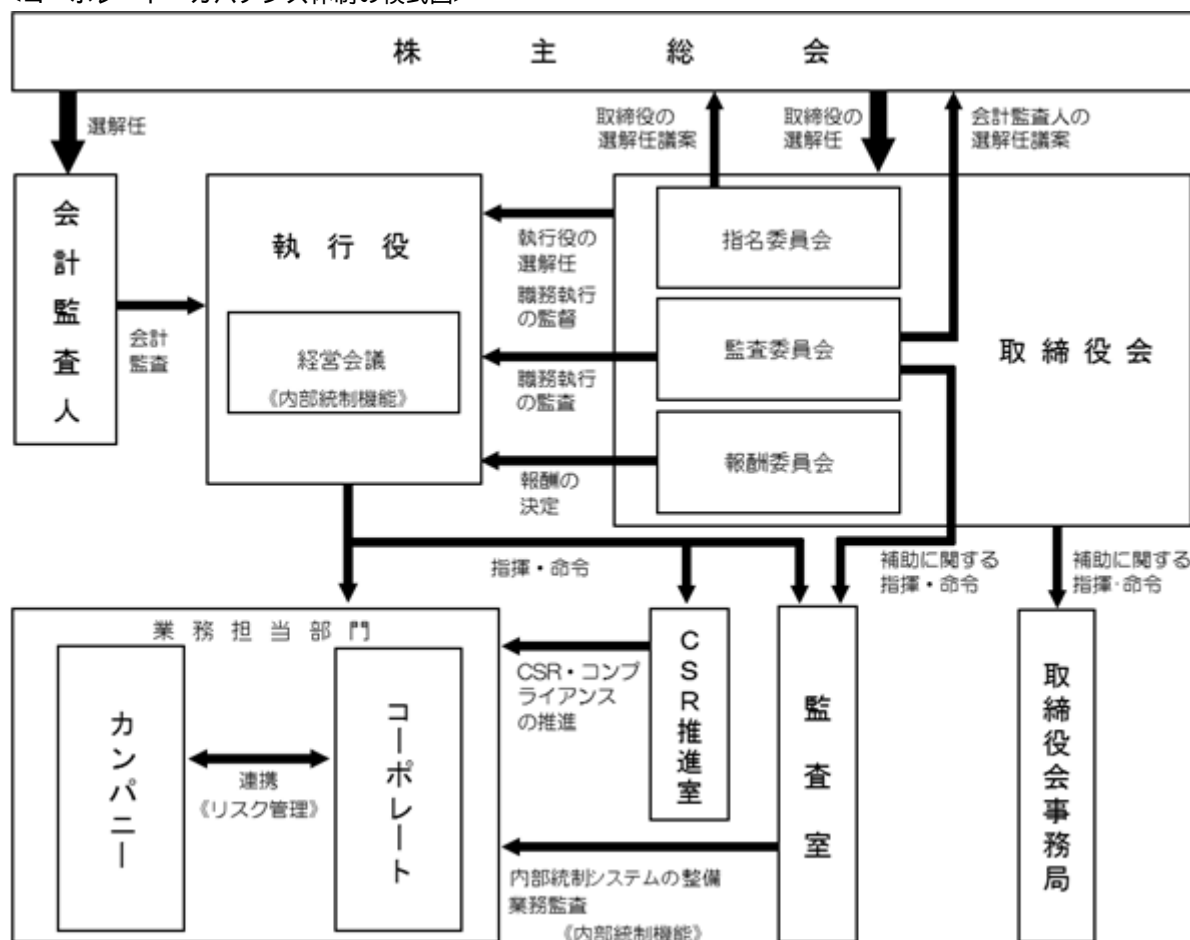 株主総会
選解任
取締役の
選解任議案
取締役の
選解任
会計監査人の
選解任議案
会計監査人
執行役
経営会議
《内部統制機能》
会計
監査
執行役の
選解任
職務執行
の監督
職務執行
の監査
報酬の
決定
指名委員会
監査委員会
報酬委員会
取締役会
指揮・命令
補助に関する
指揮・命令
補助に関する
指揮・命令
業務担当部門
カンパニー
連携
《リスク管理》
コーポレート
CSR・コンプ
ライアンス
の推進
CSR推進室
監査室
取締役会事務局
内部統制システムの整備
業務監査
《内部統制機能》